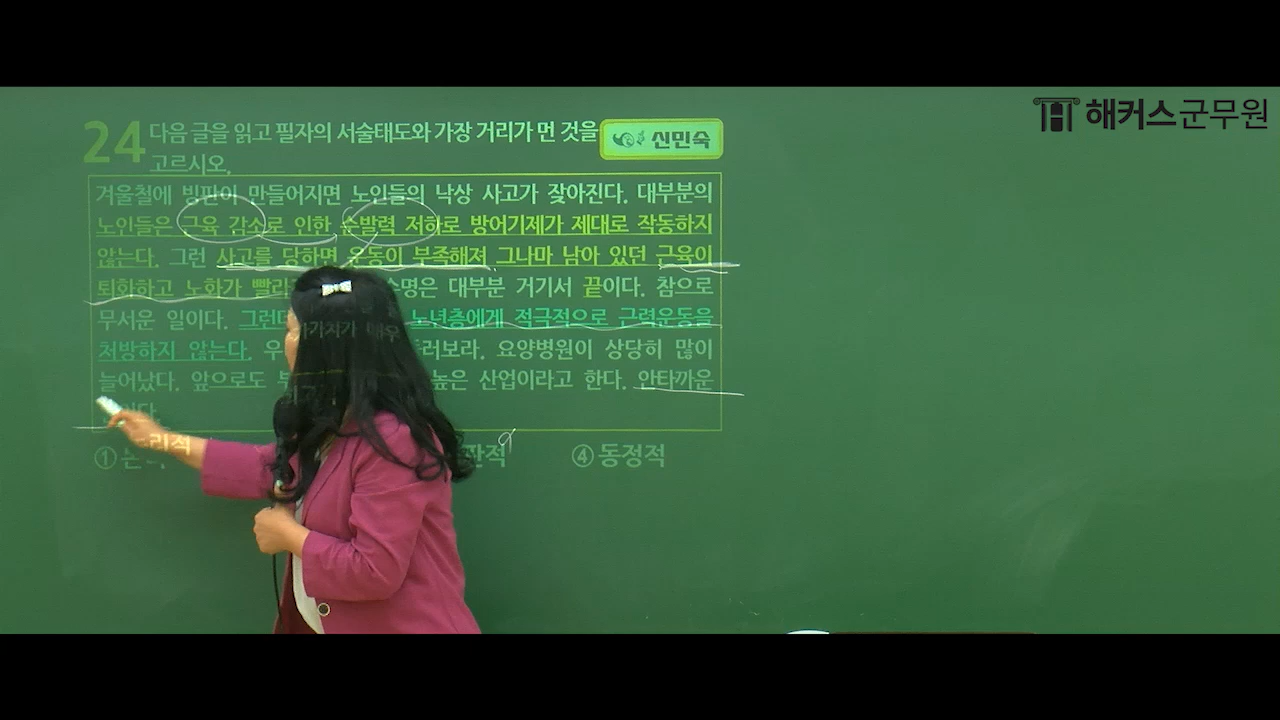 해커스군무원
24 다음 글을 읽고 필자의 서술태도와 가장 거리가 먼 것을
고르시오.
신민숙
겨울철에 빙판이 만들어지면 노인들의 낙상 사고가 잦아진다. 대부분의
노인들은 근육 감소로 인한 순발력 저하로 방어기제가 제대로 작동하지
않는다. 그런 사고를 당하면 운동이 부족해져 그나마 남아 있던 근육이
퇴화하고 노화가 수명은 대부분 거기서 끝이다. 참으로
무서운 일이다. 노년층에게 적극적으로 근력운동을
처방하지 않는다. 요양병원이 상당히 많이
늘어났다. 앞으로도 높은 산업이라고 한다. 안타까운
① ④ 동정적